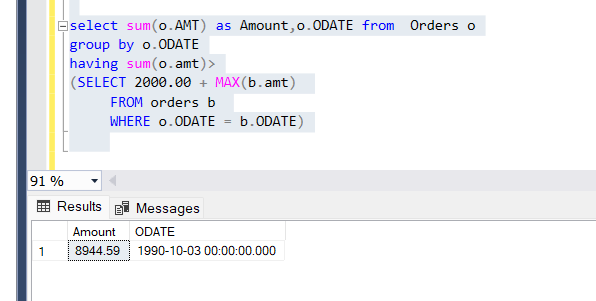 select sum(o.AMT) as Amount,o.ODATE from  Orders o
group by o.ODATE
having sum(o.amt)>
(SELECT 2000.00 + MAX(b.amt)
     FROM orders b
     WHERE o.ODATE = b.ODATE)
91 %
Results Messages
Amount ODATE
1 8944.59 1990-10-03 00:00:00.000